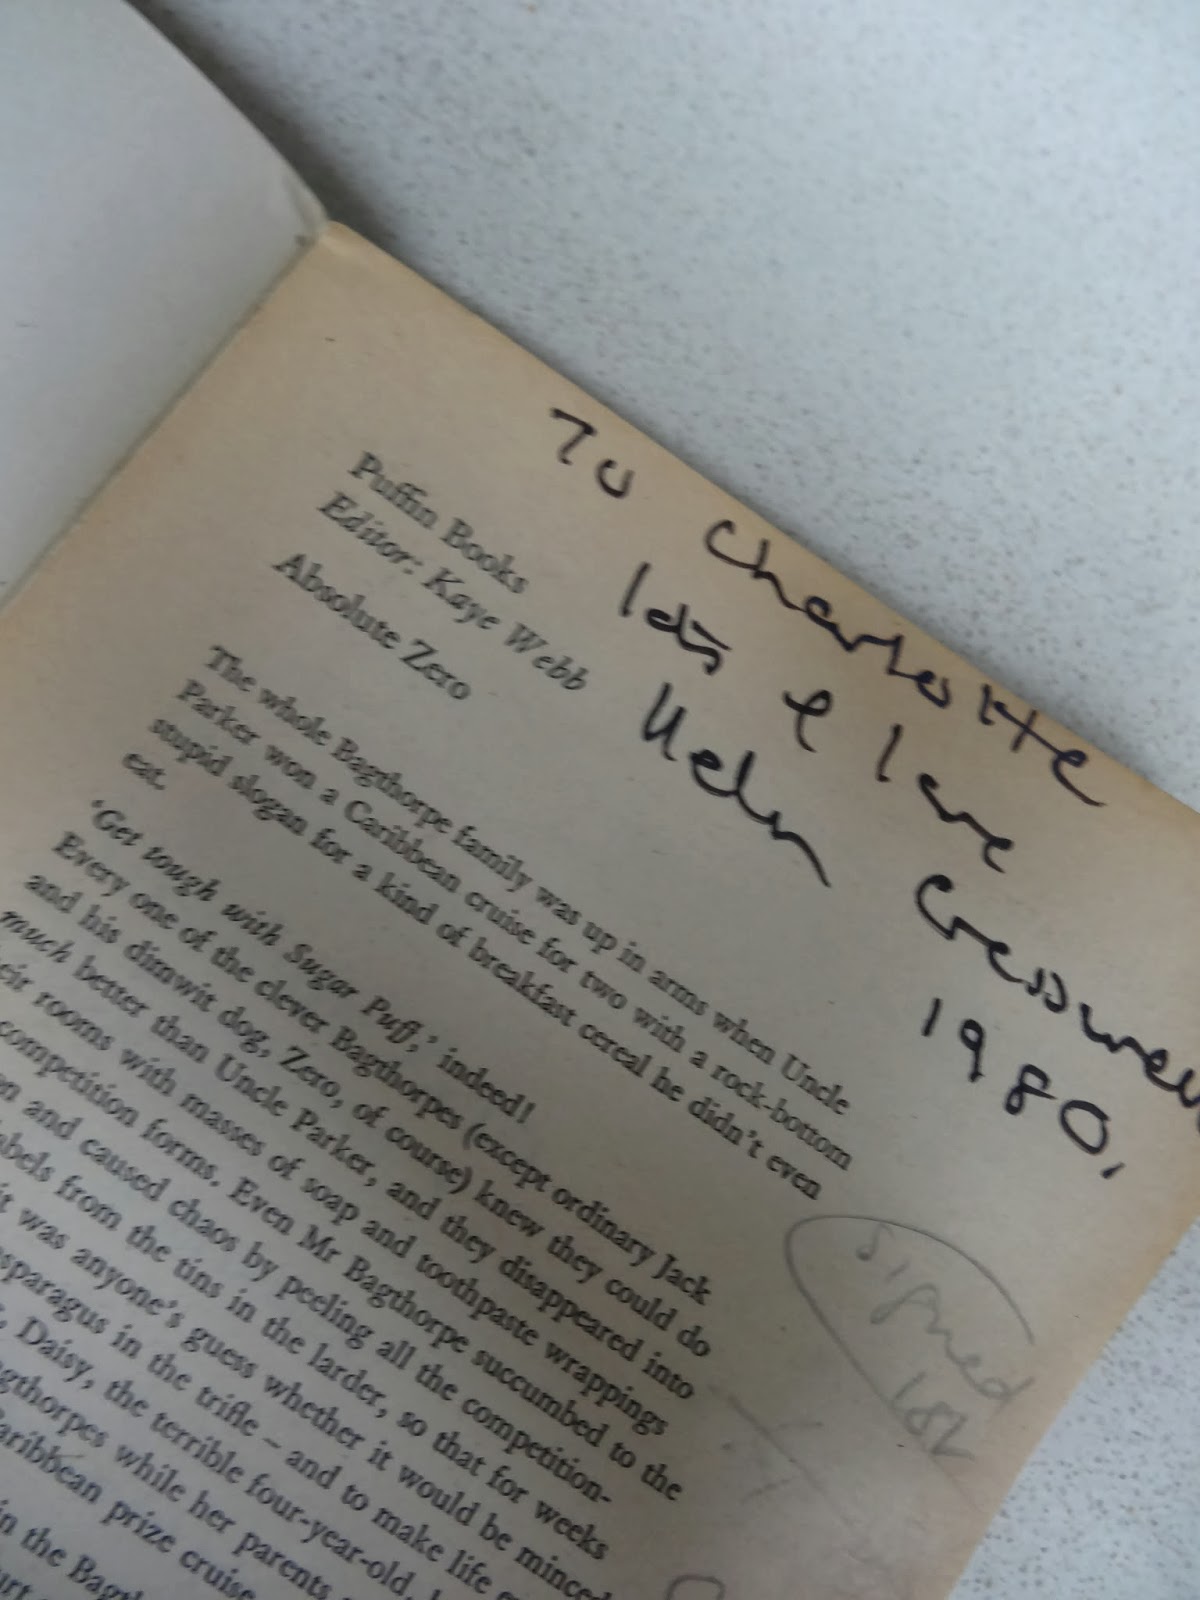 To Charlotte
lots & love
Helen Cresswell
1980,
Puffin Books
Editor: Kaye Webb
Absolute Zero
The whole Bagthorpe family was up in arms when Uncle
Parker won a Caribbean cruise for two with a rock-bottom
stupid slogan for a kind of breakfast cereal he didn't even
eat.
'Get tough with Sugar Puff,' indeed!
Every one of the clever Bagthorpes (except ordinary Jack
and his dimwit dog, Zero, of course) knew they could do
much better than Uncle Parker, and they disappeared into
their rooms with masses of soap and toothpaste wrappings
competition forms. Even Mr Bagthorpe succumbed to the
and caused chaos by peeling all the competition-
labels from the tins in the larder, so that for weeks
it was anyone's guess whether it would be minced
asparagus in the trifle – and to make life
Daisy, the terrible four-year-old,
Bagthorpes while her parents
Caribbean prize cruise
in the
signed
1st